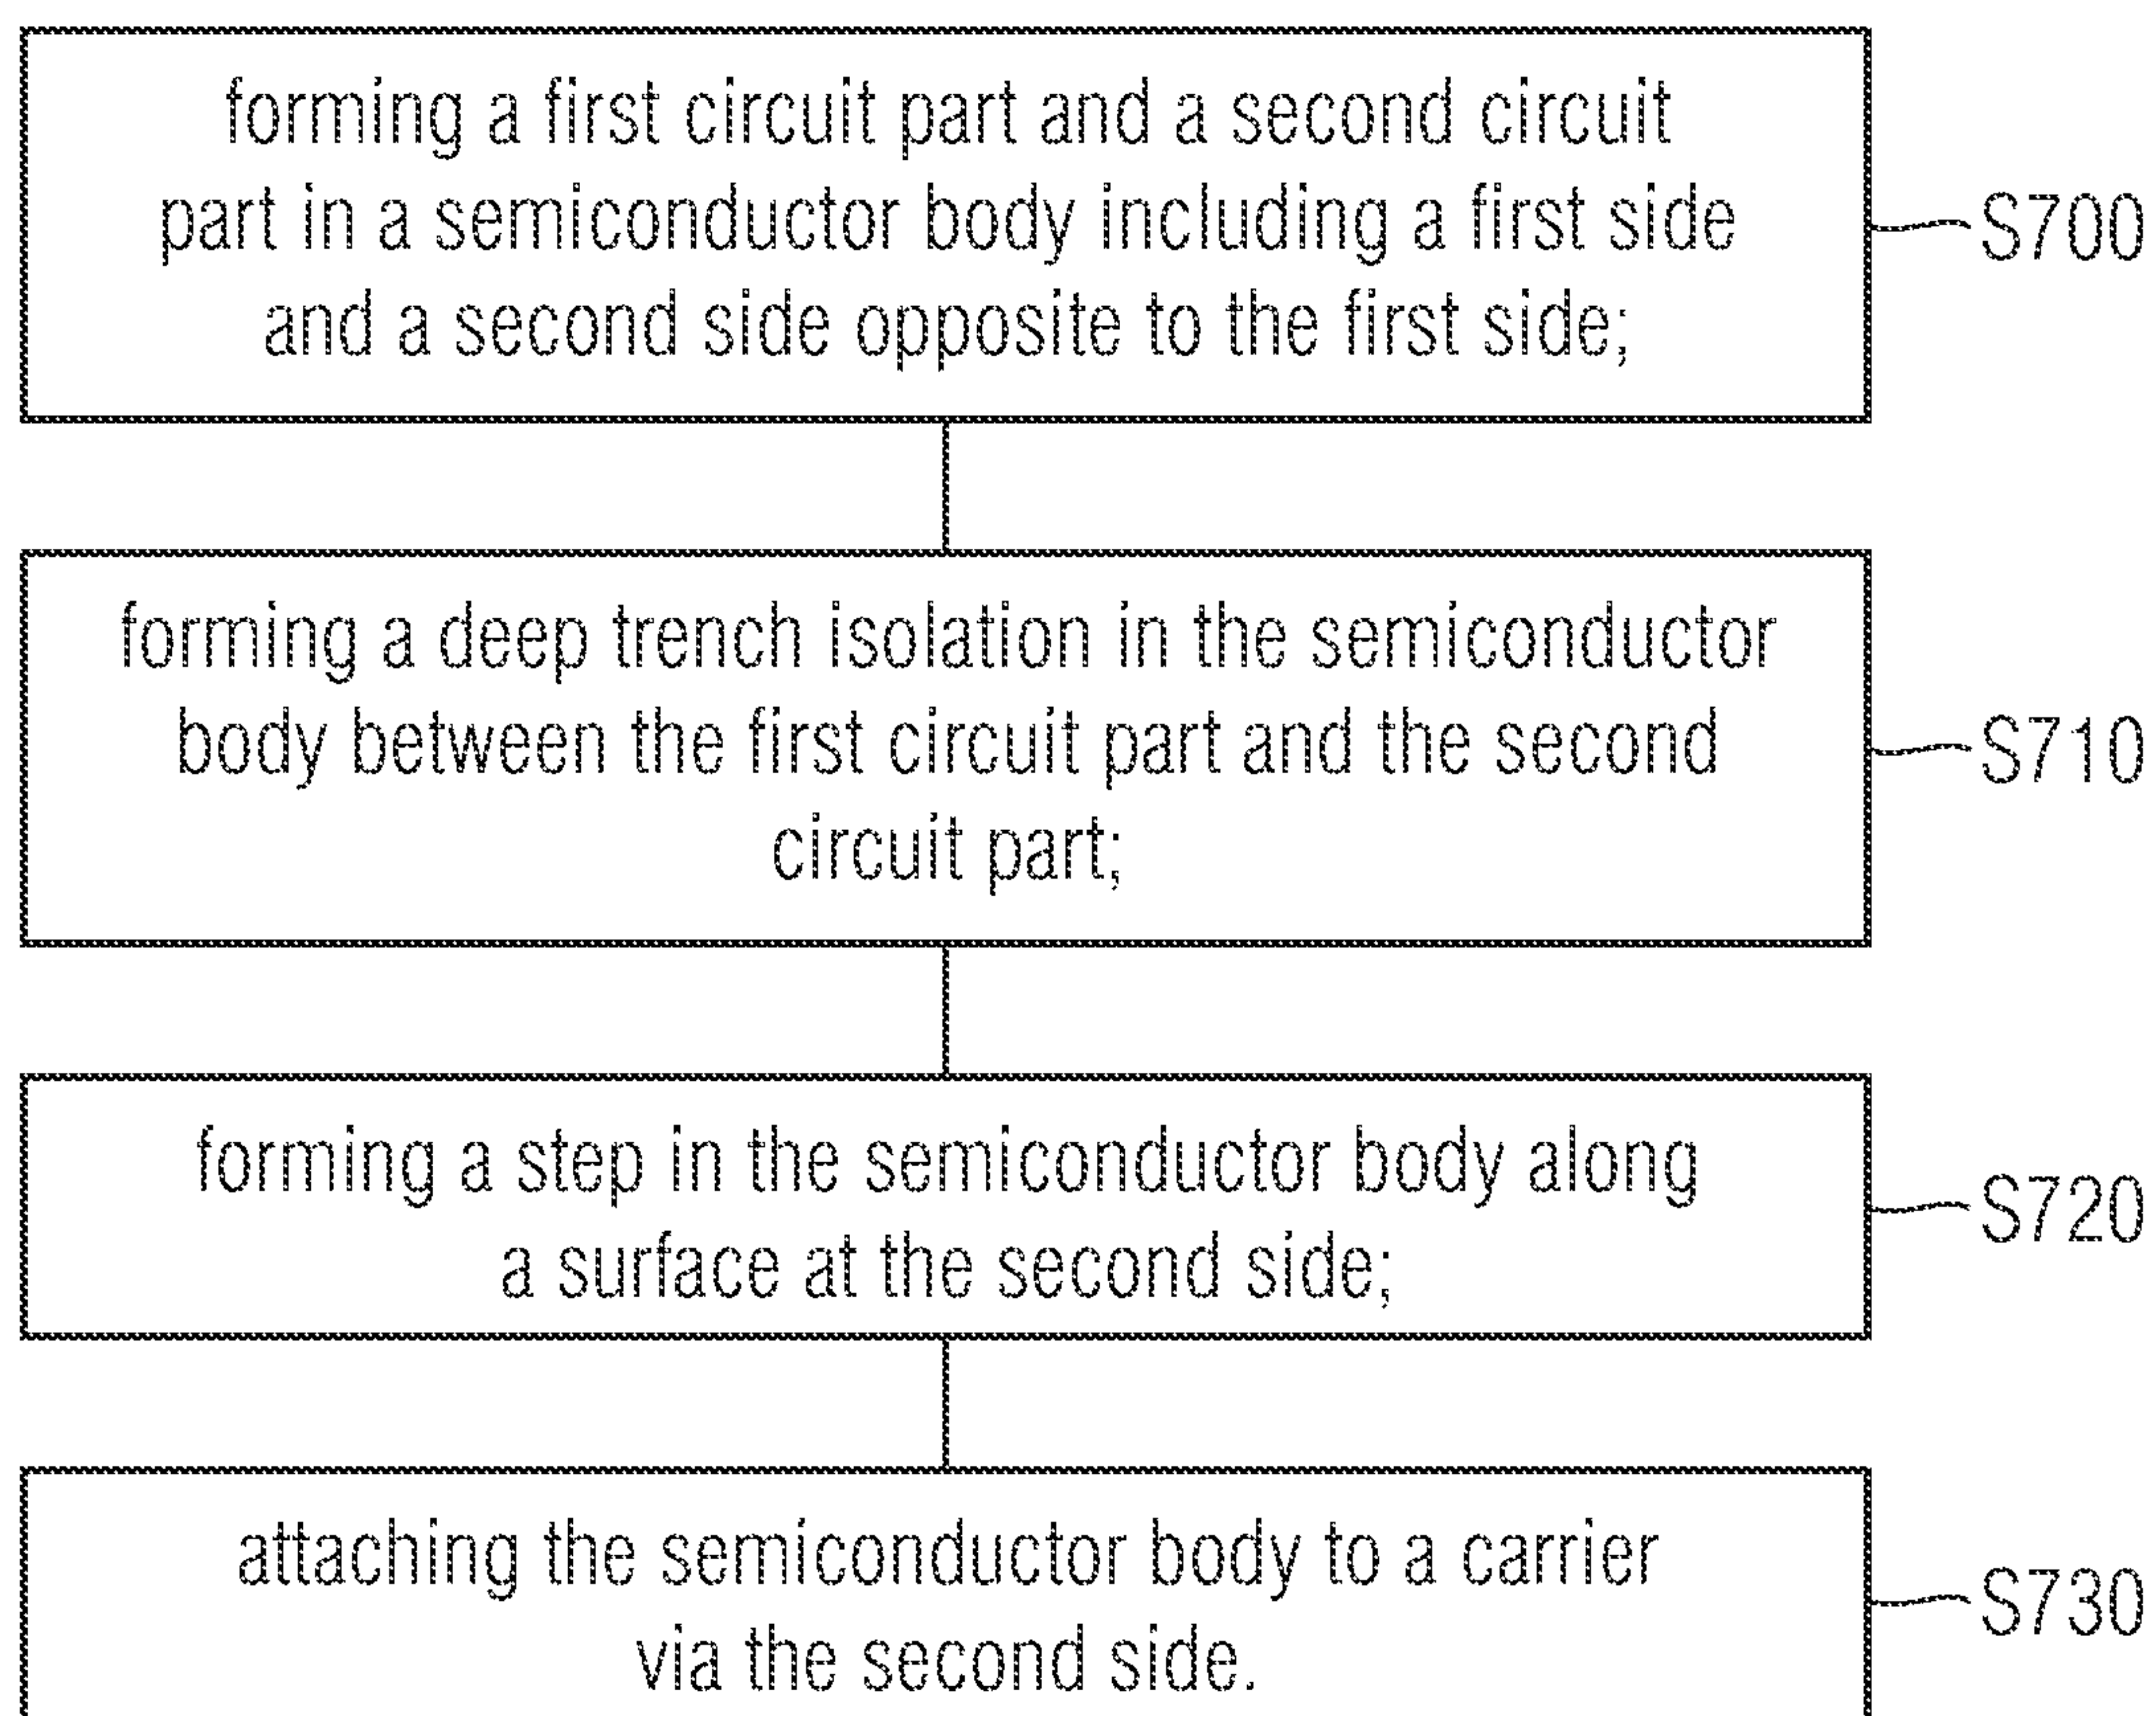 forming a first circuit part and a second circuit
part in a semiconductor body including a first side
and a second side opposite to the first side;
S700
forming a deep trench isolation in the semiconductor
body between the first circuit part and the second
circuit part;
S710
forming a step in the semiconductor body along
a surface at the second side;
S720
attaching the semiconductor body to a carrier
via the second side.
S730